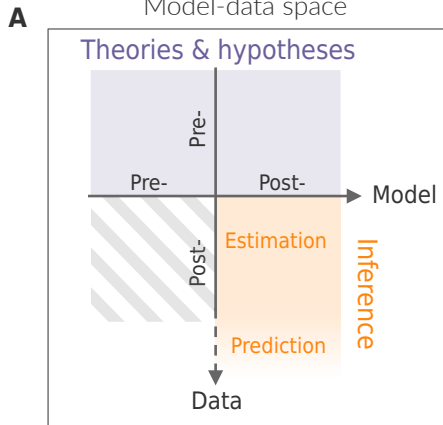 Model-data space
A
Theories & hypotheses
Pre-
Pre-
Post-
Model
Post-
Estimation
Inference
Prediction
Data